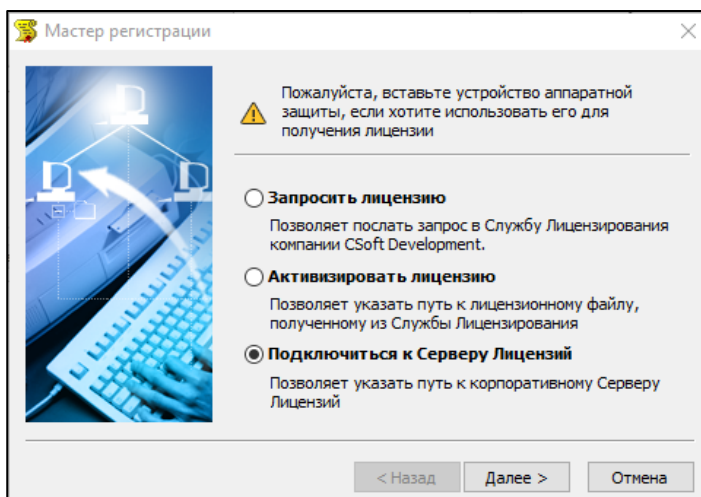 Мастер регистрации
Пожалуйста, вставьте устройство аппаратной
защиты, если хотите использовать его для
получения лицензии
Запросить лицензию
Позволяет послать запрос в Службу Лицензирования
компании CSoft Development.
Активизировать лицензию
Позволяет указать путь к лицензионному файлу,
полученному из Службы Лицензирования
Подключиться к Серверу Лицензий
Позволяет указать путь к корпоративному Серверу
Лицензий
< Назад
Далее >
Отмена